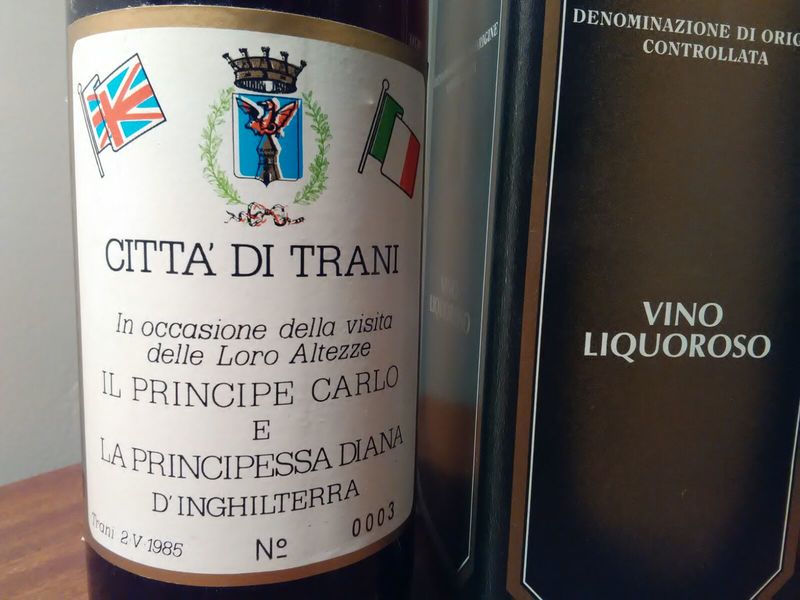 CITTA' DI TRANI
In occasione della visita
delle Loro Altezze
IL PRINCIPE CARLO
E
LA PRINCIPESSA DIANA
D'INGHILTERRA
Trani 2·V·1985
Nº 0003
DENOMINAZIONE DI ORIG
CONTROLLATA
VINO
LIQUOROSO